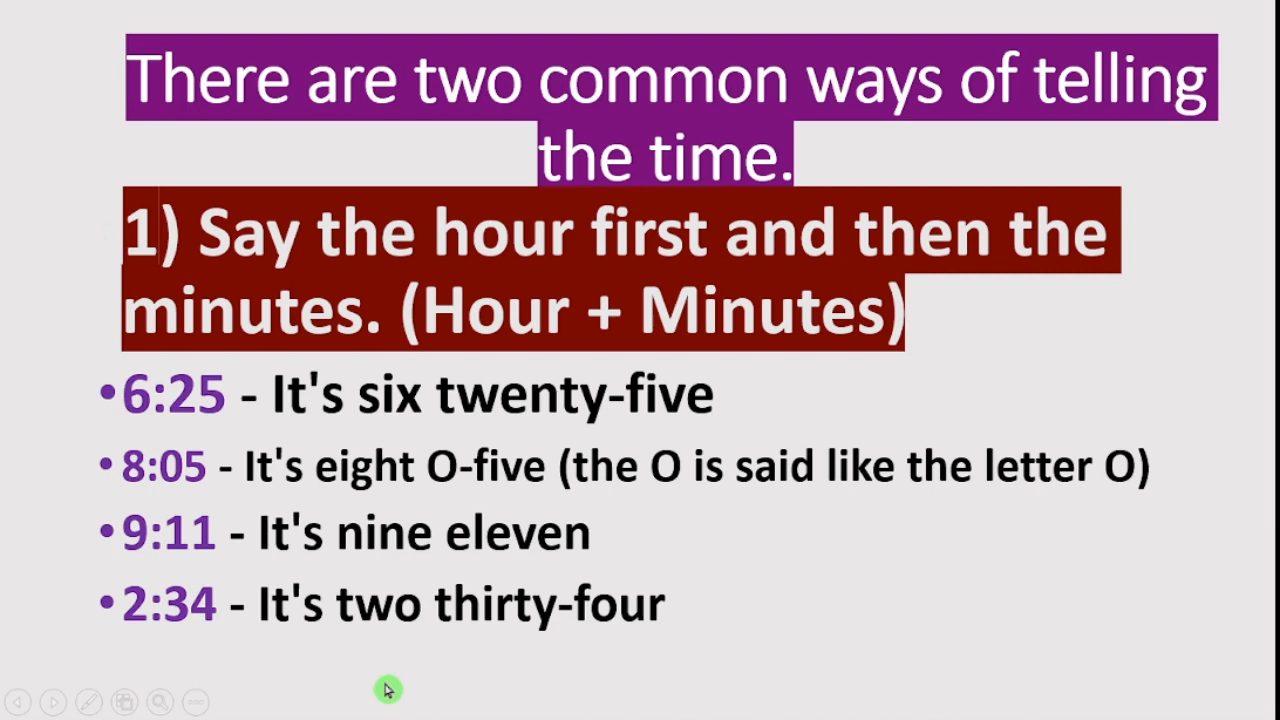 There are two common ways of telling
the time.
1) Say the hour first and then the
minutes. (Hour + Minutes)
•6:25 - It's six twenty-five
•8:05 - It's eight O-five (the O is said like the letter O)
•9:11 - It's nine eleven
•2:34 - It's two thirty-four